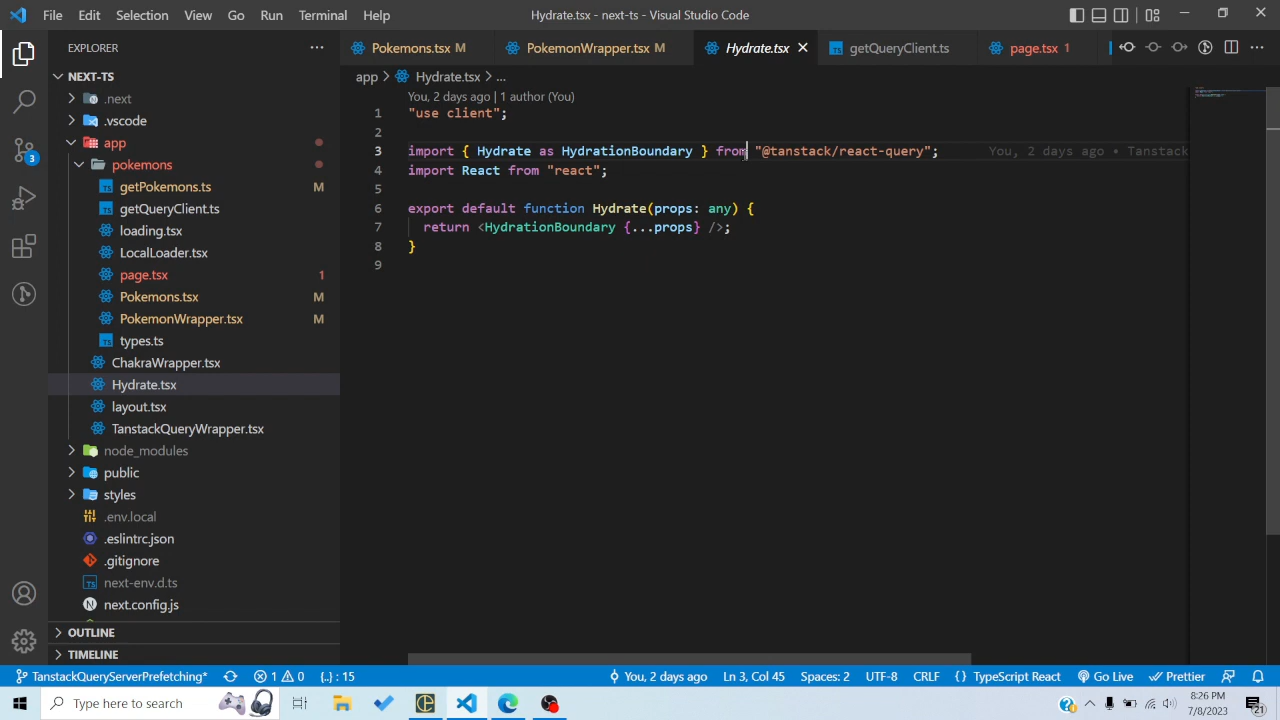 File Edit Selection View Go Run Terminal Help
Hydrate.tsx - next-ts - Visual Studio Code
EXPLORER
NEXT-TS
.next
.vscode
app
pokemons
getPokemons.ts M
getQueryClient.ts
loading.tsx
LocalLoader.tsx
page.tsx 1
Pokemons.tsx M
PokemonWrapper.tsx M
types.ts
ChakraWrapper.tsx
Hydrate.tsx
layout.tsx
TanstackQueryWrapper.tsx
node_modules
public
styles
.env.local
.eslintrc.json
.gitignore
next-env.d.ts
next.config.js
OUTLINE
TIMELINE
3
Pokemons.tsx M PokemonWrapper.tsx M Hydrate.tsx getQueryClient.ts page.tsx 1
app > Hydrate.tsx > ...
You, 2 days ago | 1 author (You)
1 "use client";
2
3 import { Hydrate as HydrationBoundary } from "@tanstack/react-query"; You, 2 days ago • Tanstack
4 import React from "react";
5
6 export default function Hydrate(props: any) {
7 return <HydrationBoundary {...props} />;
8 }
9
TanstackQueryServerPrefetching* 1 0 {..} : 15 You, 2 days ago Ln 3, Col 45 Spaces: 2 UTF-8 CRLF { } TypeScript React Go Live Prettier
Type here to search
8:26 PM
7/8/2023
21